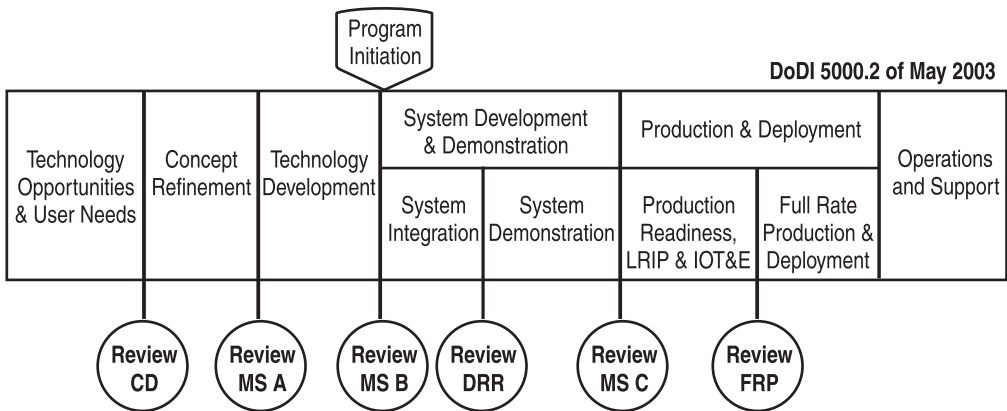 Program
Initiation
DoDI 5000.2 of May 2003
Technology
Opportunities
& User Needs
Concept
Refinement
Technology
Development
System Development
& Demonstration
System
Integration
System
Demonstration
Production & Deployment
Production
Readiness,
LRIP & IOT&E
Full Rate
Production &
Deployment
Operations
and Support
Review
CD
Review
MS A
Review
MS B
Review
DRR
Review
MS C
Review
FRP